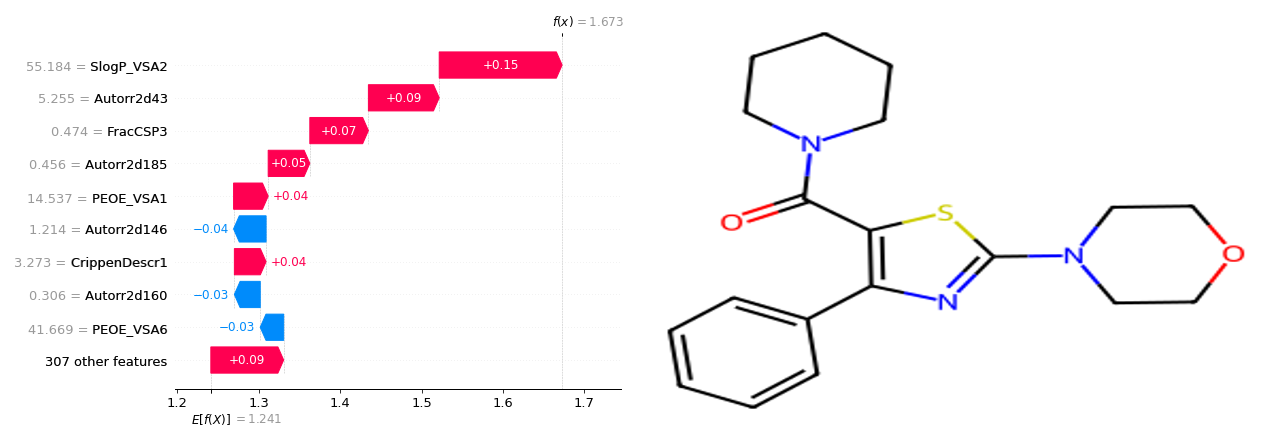 f(x) = 1.673
55.184 = SlogP_VSA2
+0.15
5.255 = Autorr2d43
+0.09
0.474 = FracCSP3
+0.07
0.456 = Autorr2d185
+0.05
14.537 = PEOE_VSA1
+0.04
1.214 = Autorr2d146
−0.04
3.273 = CrippenDescr1
+0.04
0.306 = Autorr2d160
−0.03
41.669 = PEOE_VSA6
−0.03
307 other features
+0.09
1.2 1.3 1.4 1.5 1.6 1.7
E[f(X)] = 1.241
N
O
S
N
N
O